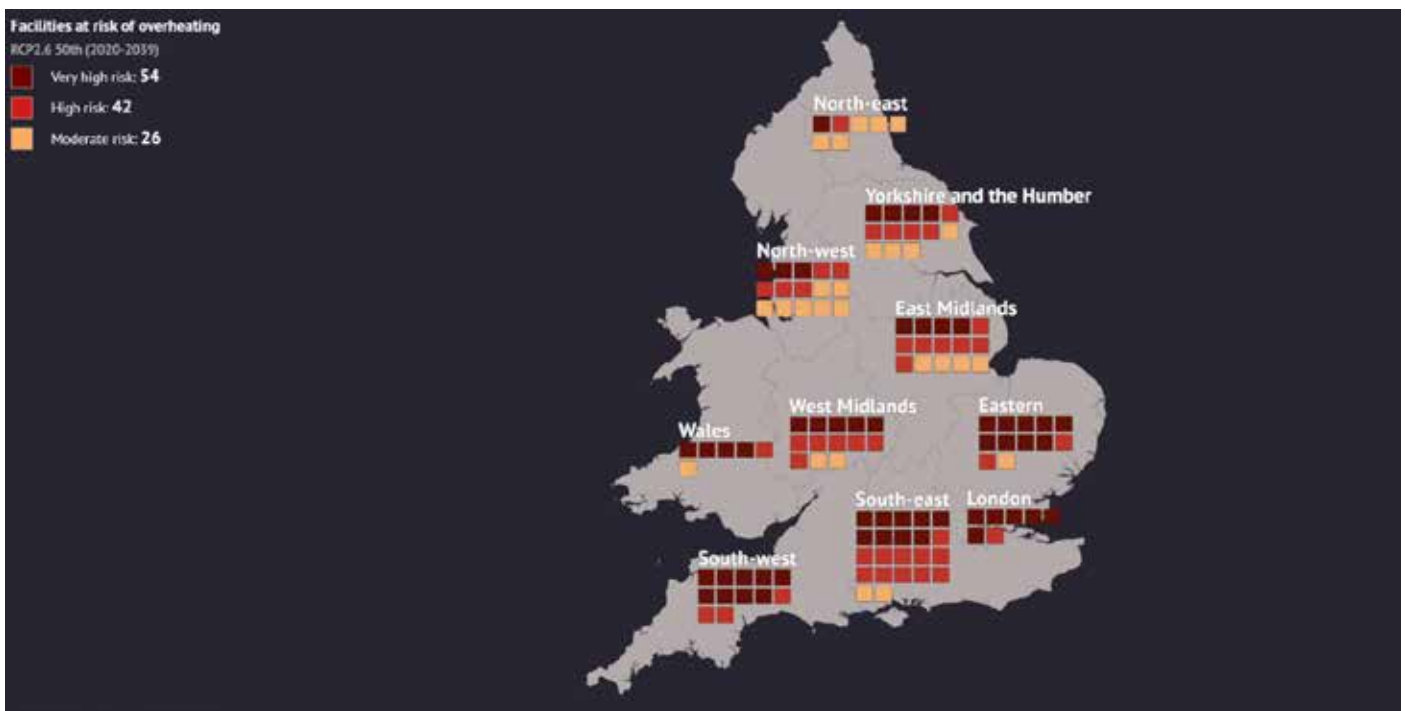 Facilities at risk of overheating
RCP2.6 50th (2020-2039)
Very high risk: 54
High risk: 42
Moderate risk: 26
North-east
Yorkshire and the Humber
North-west
East Midlands
West Midlands
Eastern
Wales
South-east
London
South-west